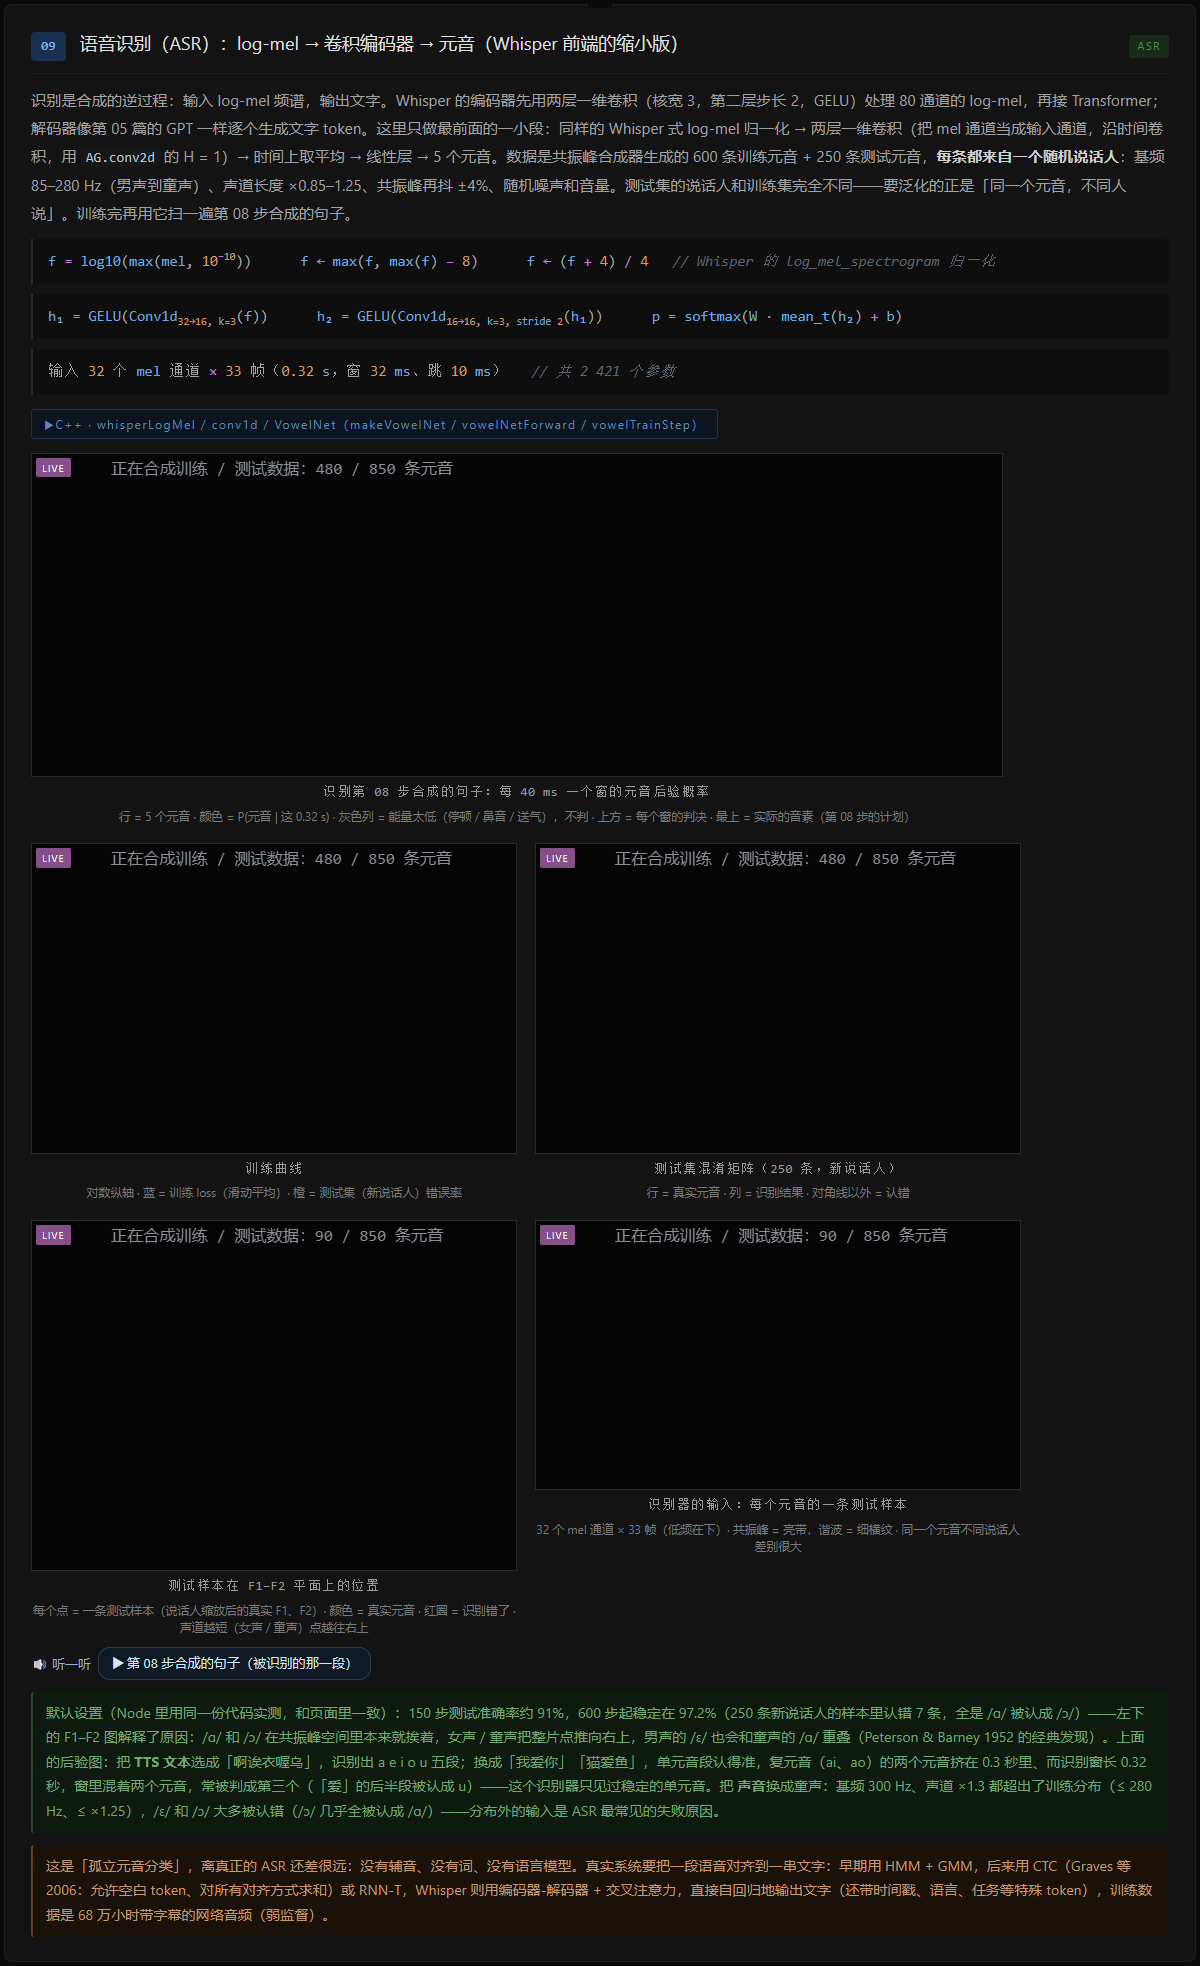 09 语音识别（ASR）：log-mel → 卷积编码器 → 元音（Whisper 前端的缩小版） ASR
识别是合成的逆过程：输入 log-mel 频谱，输出文字。Whisper 的编码器先用两层一维卷积（核宽 3，第二层步长 2，GELU）处理 80 通道的 log-mel，再接 Transformer；
解码器像第 05 篇的 GPT 一样逐个生成文字 token。这里只做最前面的一小段：同样的 Whisper 式 log-mel 归一化 → 两层一维卷积（把 mel 通道当成输入通道，沿时间卷
积，用 AG.conv2d 的 H = 1）→ 时间上取平均 → 线性层 → 5 个元音。数据是共振峰合成器生成的 600 条训练元音 + 250 条测试元音，每条都来自一个随机说话人：基频
85–280 Hz（男声到童声）、声道长度 ×0.85–1.25、共振峰再抖 ±4%、随机噪声和音量。测试集的说话人和训练集完全不同——要泛化的正是「同一个元音，不同人
说」。训练完再用它扫一遍第 08 步合成的句子。
f = log10(max(mel, 10⁻¹⁰)) f ← max(f, max(f) − 8) f ← (f + 4) / 4 // Whisper 的 log_mel_spectrogram 归一化
h₁ = GELU(Conv1d32→16, k=3(f)) h₂ = GELU(Conv1d16→16, k=3, stride 2(h₁)) p = softmax(W · mean_t(h₂) + b)
输入 32 个 mel 通道 × 33 帧（0.32 s，窗 32 ms、跳 10 ms） // 共 2 421 个参数
▶C++ · whisperLogMel / conv1d / VowelNet（makeVowelNet / vowelNetForward / vowelTrainStep）
LIVE 正在合成训练 / 测试数据：480 / 850 条元音
识别第 08 步合成的句子：每 40 ms 一个窗的元音后验概率
行 = 5 个元音 · 颜色 = P(元音 | 这 0.32 s) · 灰色列 = 能量太低（停顿 / 鼻音 / 送气），不判 · 上方 = 每个窗的判决 · 最上 = 实际的音素（第 08 步的计划）
LIVE 正在合成训练 / 测试数据：480 / 850 条元音
训练曲线
对数纵轴 · 蓝 = 训练 loss（滑动平均）· 橙 = 测试集（新说话人）错误率
LIVE 正在合成训练 / 测试数据：480 / 850 条元音
测试集混淆矩阵（250 条，新说话人）
行 = 真实元音 · 列 = 识别结果 · 对角线以外 = 认错
LIVE 正在合成训练 / 测试数据：90 / 850 条元音
测试样本在 F1–F2 平面上的位置
每个点 = 一条测试样本（说话人缩放后的真实 F1、F2）· 颜色 = 真实元音 · 红圈 = 识别错了 ·
声道越短（女声 / 童声）点越往右上
LIVE 正在合成训练 / 测试数据：90 / 850 条元音
识别器的输入：每个元音的一条测试样本
32 个 mel 通道 × 33 帧（低频在下）· 共振峰 = 亮带，谐波 = 细横纹 · 同一个元音不同说话人
差别很大
🔊 听一听 ▶ 第 08 步合成的句子（被识别的那一段）
默认设置（Node 里用同一份代码实测，和页面里一致）：150 步测试准确率约 91%，600 步起稳定在 97.2%（250 条新说话人的样本里认错 7 条，全是 /ɑ/ 被认成 /ɔ/）——左下
的 F1–F2 图解释了原因：/ɑ/ 和 /ɔ/ 在共振峰空间里本来就挨着，女声 / 童声把整片点推向右上，男声的 /ɛ/ 也会和童声的 /ɑ/ 重叠（Peterson & Barney 1952 的经典发现）。上面
的后验图：把 TTS 文本选成「啊诶衣喔乌」，识别出 a e i o u 五段；换成「我爱你」「猫爱鱼」，单元音段认得准，复元音（ai、ao）的两个元音挤在 0.3 秒里、而识别窗长 0.32
秒，窗里混着两个元音，常被判成第三个（「爱」的后半段被认成 u）——这个识别器只见过稳定的单元音。把 声音换成童声：基频 300 Hz、声道 ×1.3 都超出了训练分布（≤ 280
Hz、≤ ×1.25），/ɛ/ 和 /ɔ/ 大多被认错（/ɔ/ 几乎全被认成 /ɑ/）——分布外的输入是 ASR 最常见的失败原因。
这是「孤立元音分类」，离真正的 ASR 还差很远：没有辅音、没有词、没有语言模型。真实系统要把一段语音对齐到一串文字：早期用 HMM + GMM，后来用 CTC（Graves 等
2006：允许空白 token、对所有对齐方式求和）或 RNN-T，Whisper 则用编码器-解码器 + 交叉注意力，直接自回归地输出文字（还带时间戳、语言、任务等特殊 token），训练数
据是 68 万小时带字幕的网络音频（弱监督）。